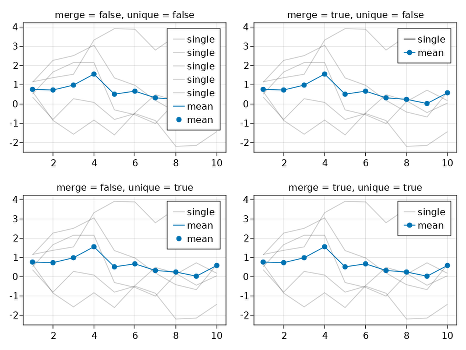 merge = false, unique = false
4
3
2
1
0
-1
-2
2
4
6
8
10
single
single
single
single
single
mean
mean
merge = true, unique = false
4
3
2
1
0
-1
-2
2
4
6
8
10
single
mean
merge = false, unique = true
4
3
2
1
0
-1
-2
2
4
6
8
10
single
mean
mean
merge = true, unique = true
4
3
2
1
0
-1
-2
2
4
6
8
10
single
mean